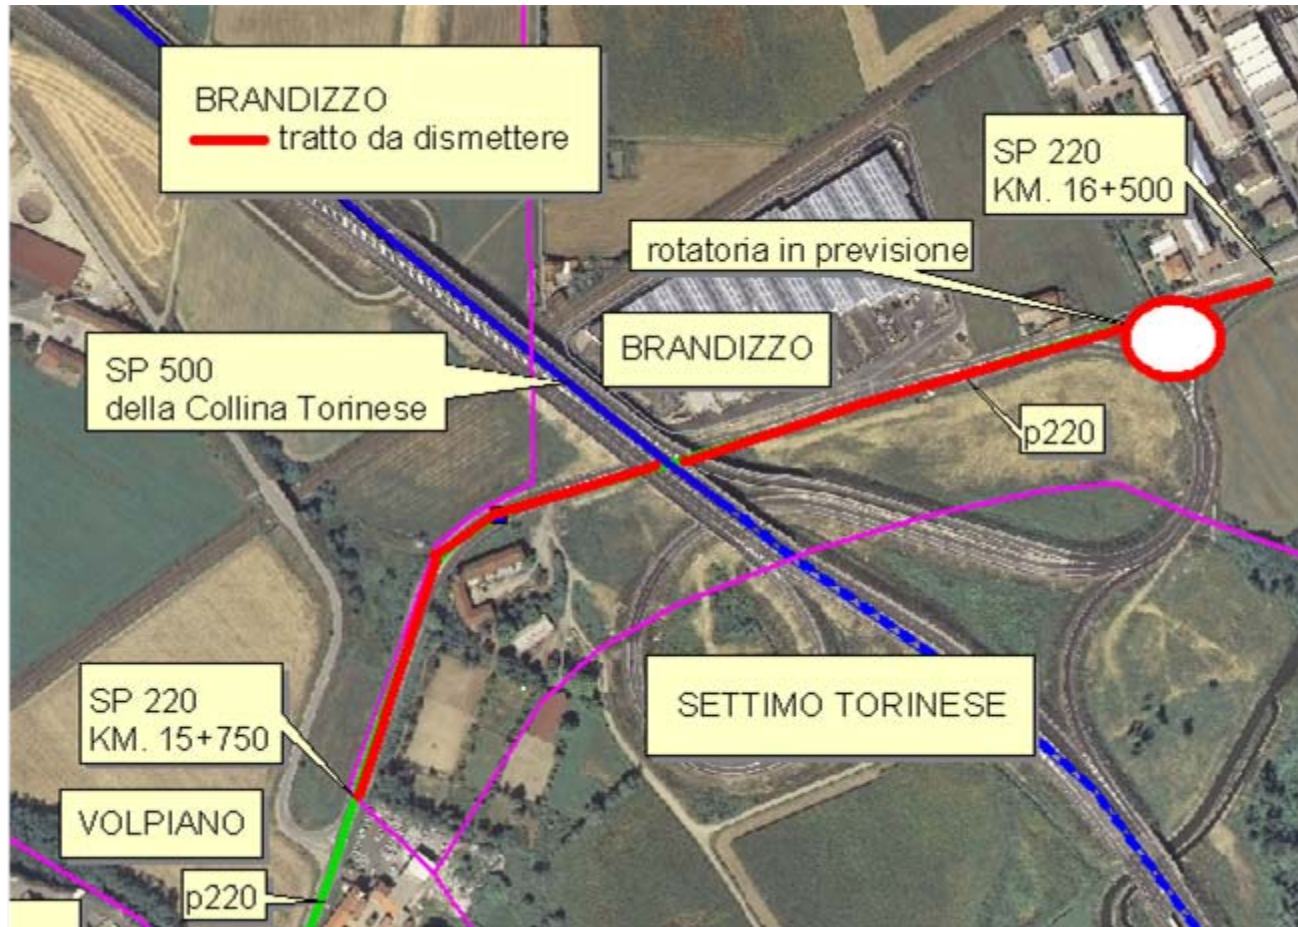 BRANDIZZO
tratto da dismettere
SP 220
KM. 16+500
rotatoria in previsione
BRANDIZZO
SP 500
della Collina Torinese
p220
SETTIMO TORINESE
SP 220
KM. 15+750
VOLPIANO
p220